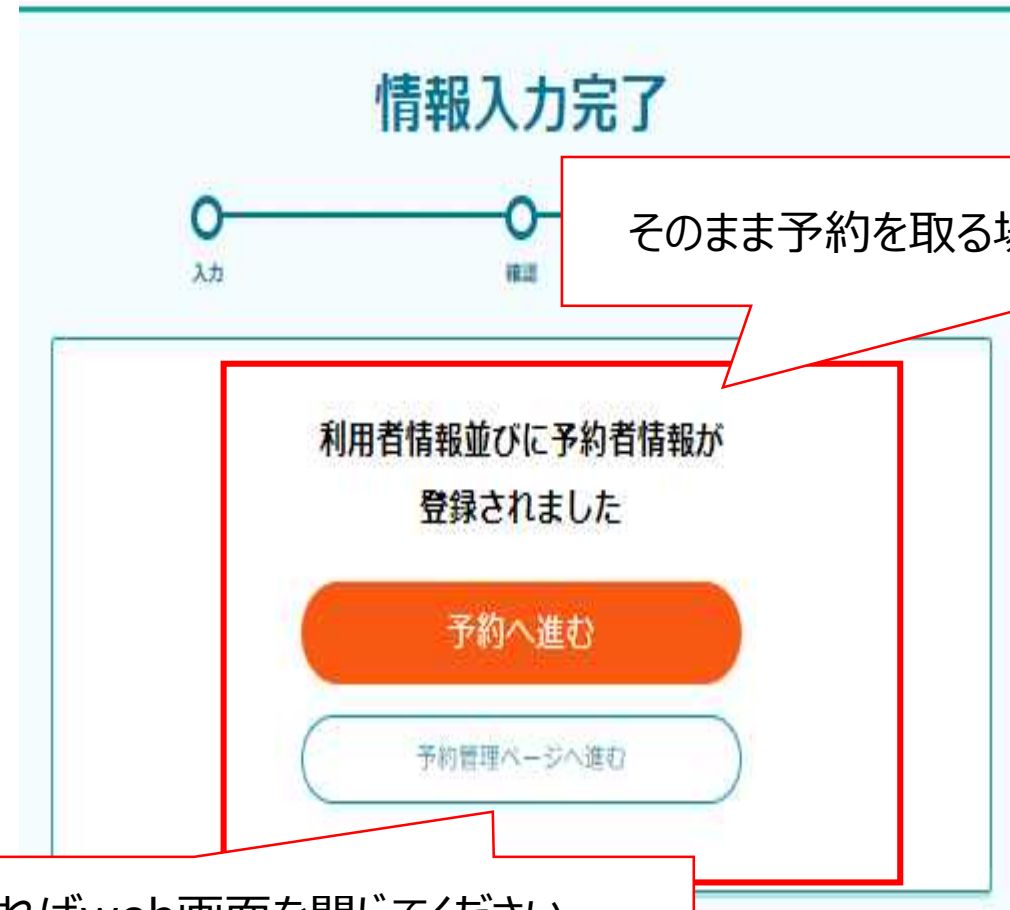 情報入力完了
入力
確認
そのまま予約を取る
利用者情報並びに予約者情報が
登録されました
予約へ進む
予約管理ページへ進む
ればweb画面を閉じてください